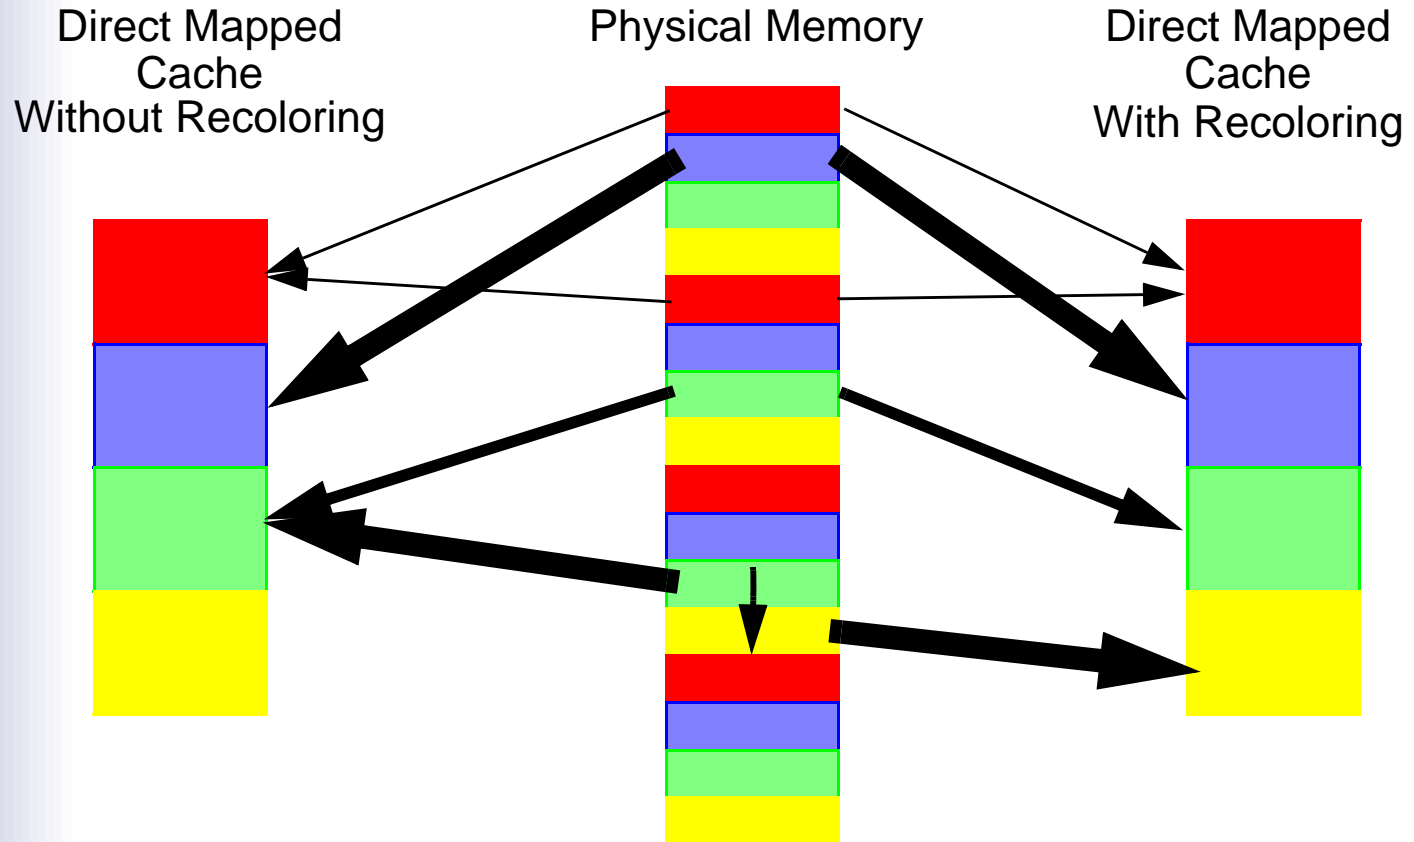 Direct Mapped
Cache
Without Recoloring
Physical Memory
Direct Mapped
Cache
With Recoloring